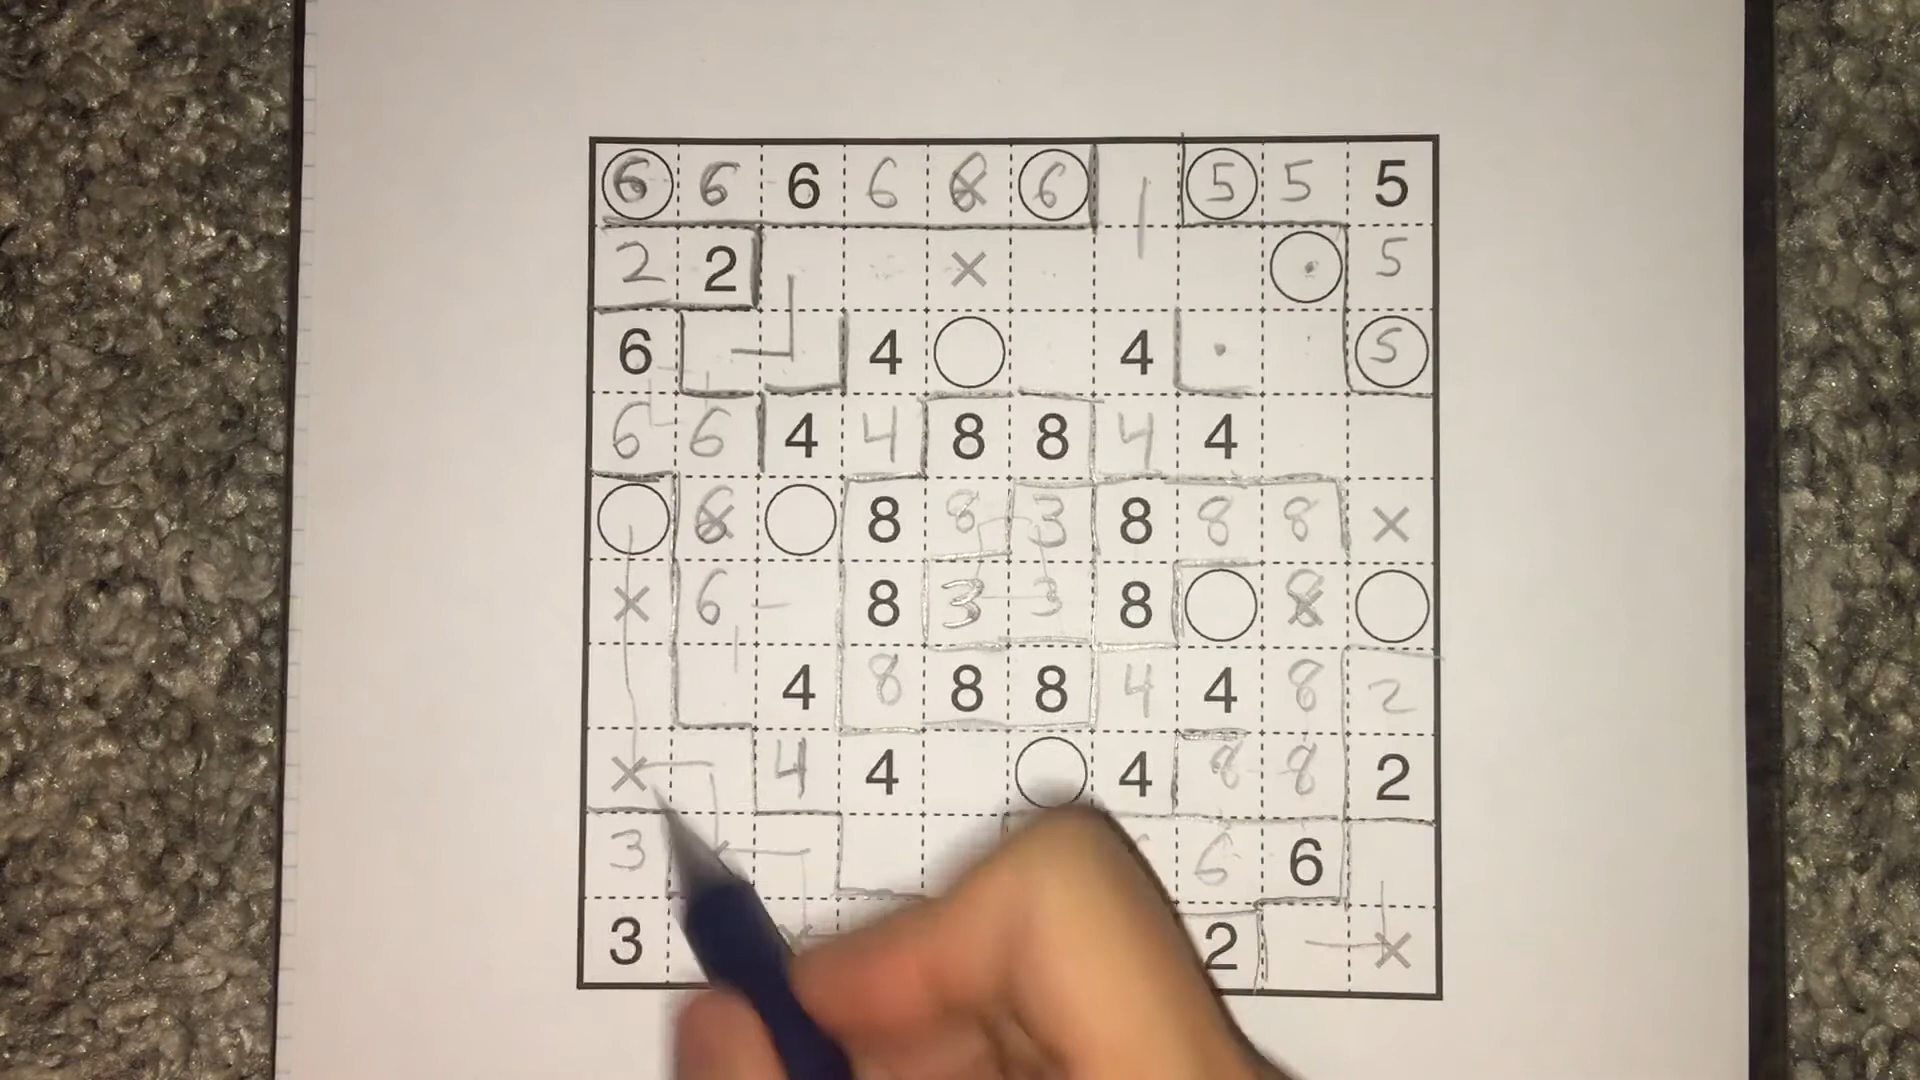 6 6 6 6 6 6 5 5 5
2 2 × 5
6 4 4 5
6 6 4 4 8 8 4 4
6 8 8 3 8 8 8 ×
× 6 8 3 3 8 8
4 8 8 8 4 4 8 2
× 4 4 4 8 8 2
3 6 6
3 2 ×